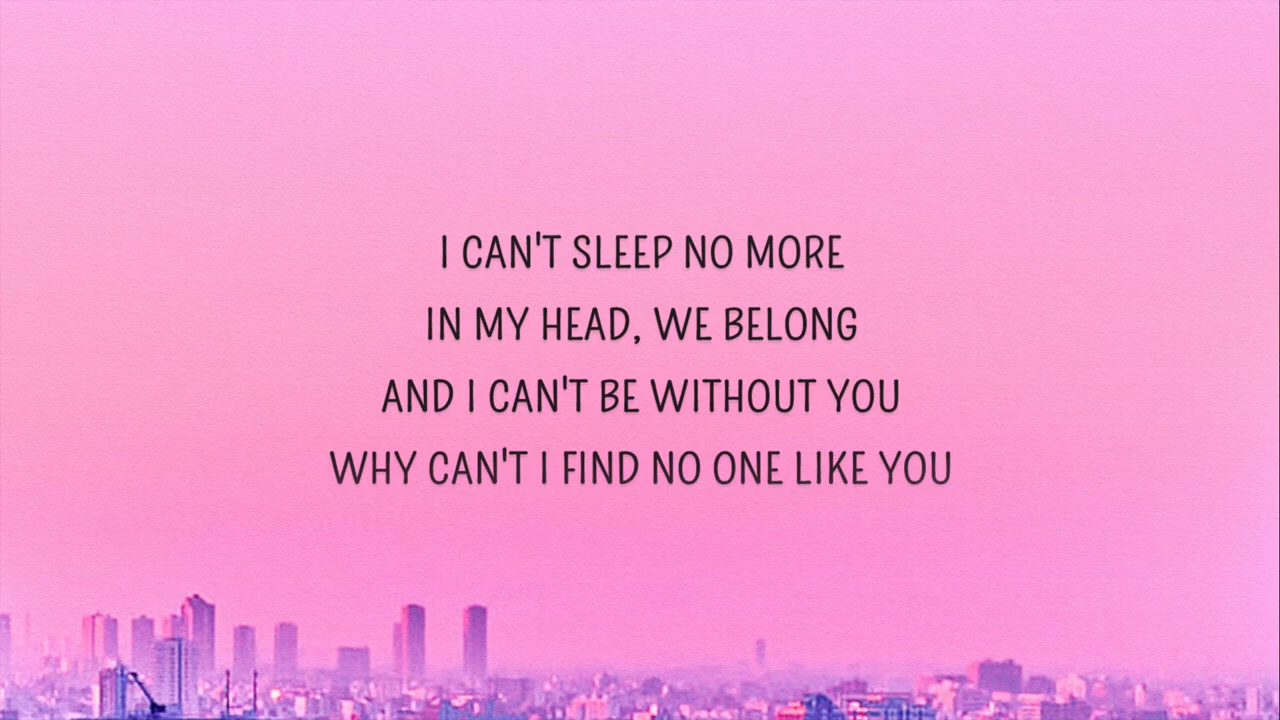 I CAN'T SLEEP NO MORE
IN MY HEAD, WE BELONG
AND I CAN'T BE WITHOUT YOU
WHY CAN'T I FIND NO ONE LIKE YOU